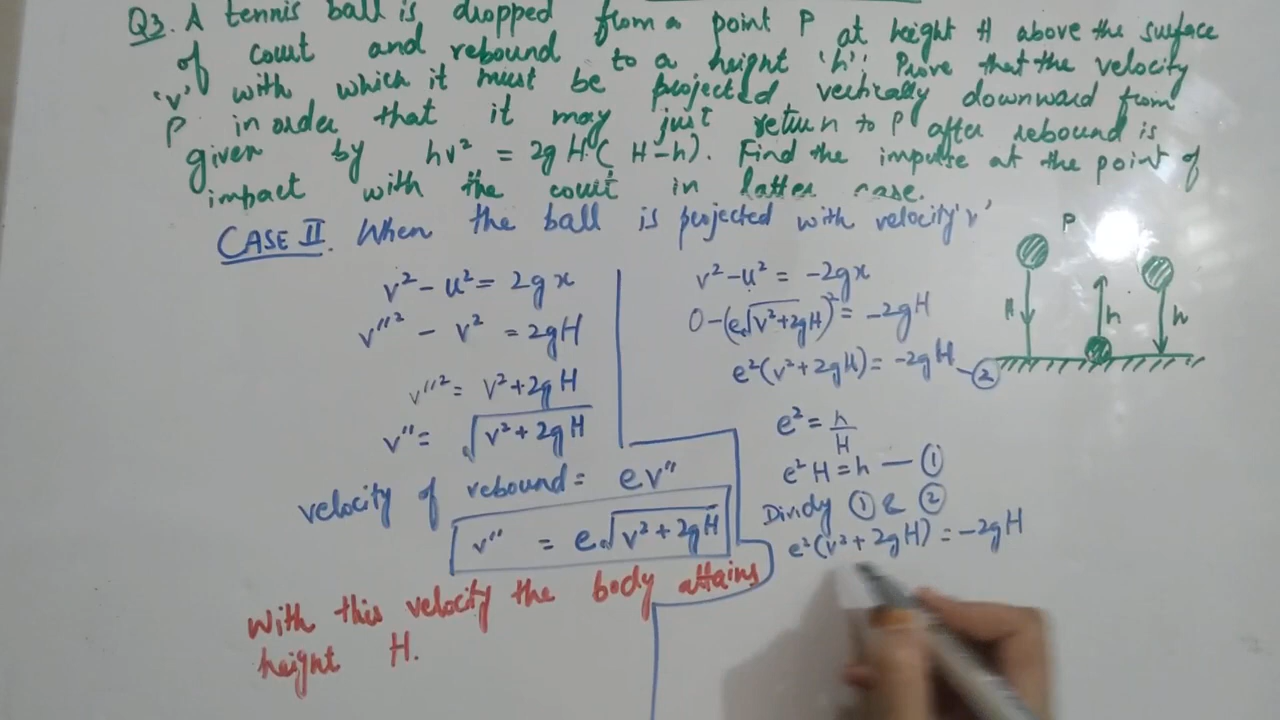 Q3. A tennis ball is dropped from a point P at height H above the surface
of court and rebound to a height 'h'. Prove that the velocity
'v' with which it must be projected vertically downward from
P in order that it may just return to P after rebound is
given by hv² = 2gH(H-h). Find the impulse at the point of
impact with the court in latter case.
CASE II. When the ball is projected with velocity 'v'
v² - u² = 2gx
v''² - v² = 2gH
v''² = v² + 2gH
v'' = √v² + 2gH
velocity of rebound = ev''
v'' = e√v² + 2gH
With this velocity the body attains
height H.
v² - u² = -2gx
0 - (e√v² + 2gH)² = -2gH
e²(v² + 2gH) = -2gH - ②
e² = h/H
e²H = h - ①
Dividy ① & ②
e²(v² + 2gH) = -2gH
P
H h h